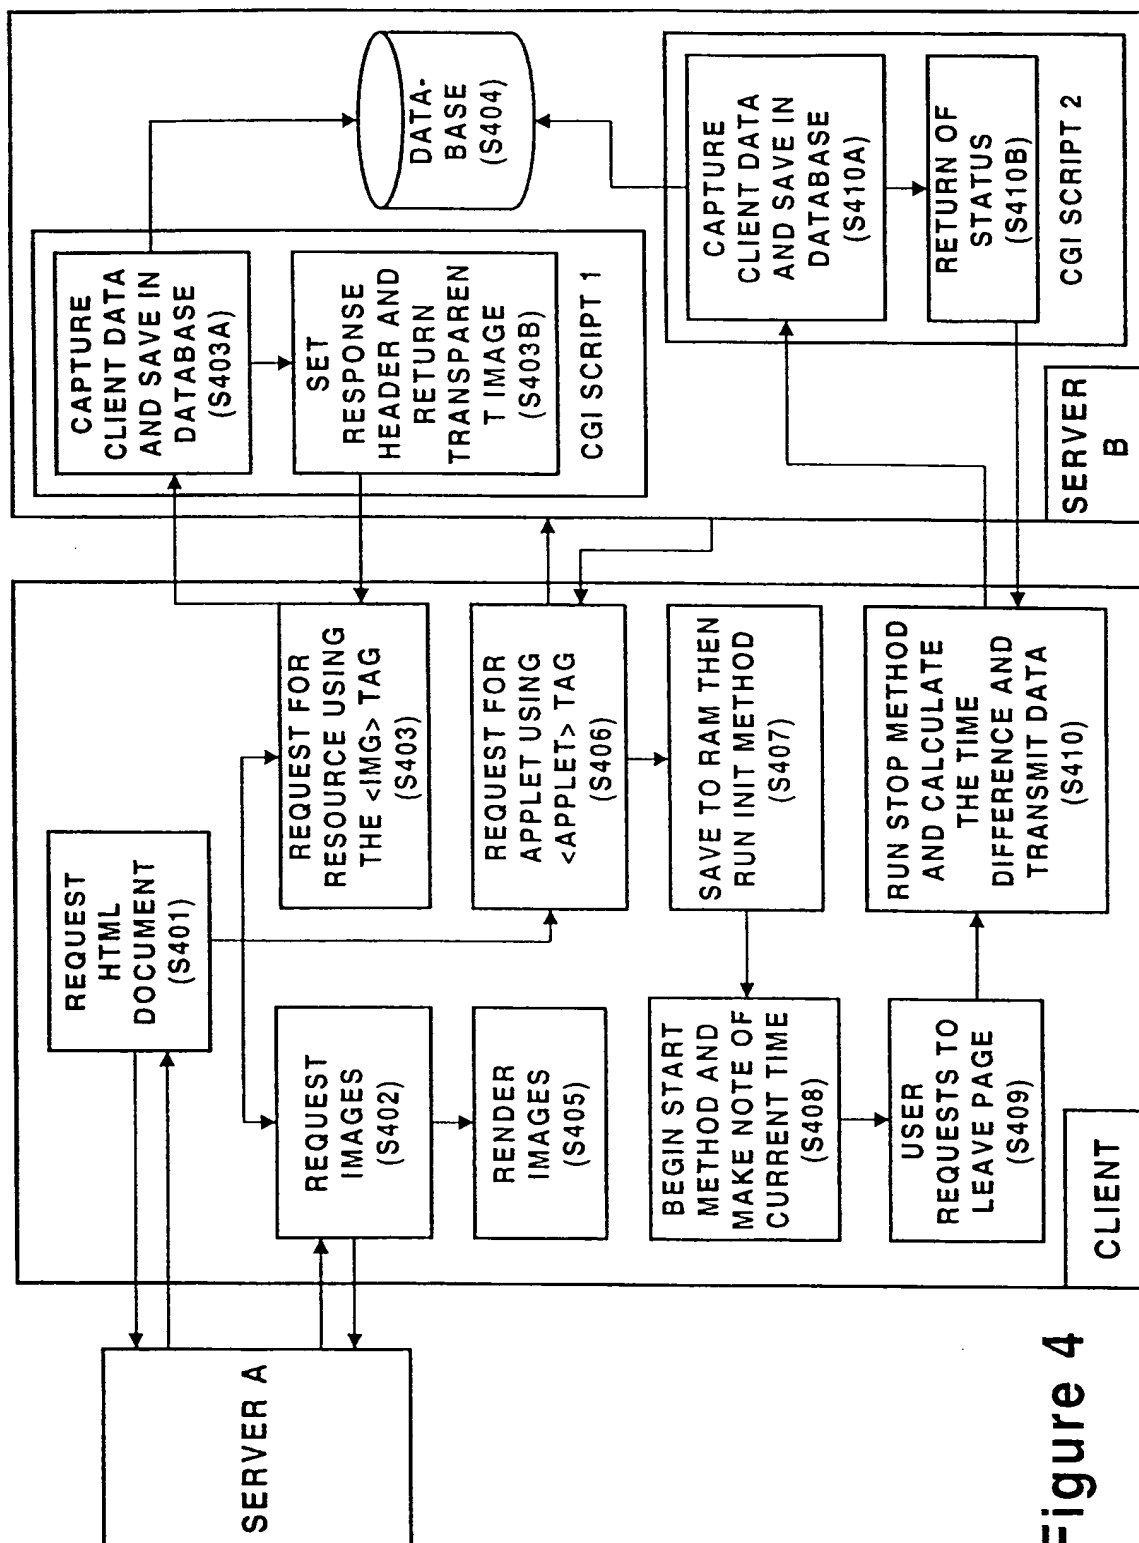 SERVER A
REQUEST
HTML
DOCUMENT
(S401)
REQUEST
IMAGES
(S402)
RENDER
IMAGES
(S405)
REQUEST FOR
RESOURCE USING
THE <IMG> TAG
(S403)
REQUEST FOR
APPLET USING
<APPLET> TAG
(S406)
SAVE TO RAM THEN
RUN INIT METHOD
(S407)
BEGIN START
METHOD AND
MAKE NOTE OF
CURRENT TIME
(S408)
USER
REQUESTS TO
LEAVE PAGE
(S409)
RUN STOP METHOD
AND CALCULATE
THE TIME
DIFFERENCE AND
TRANSMIT DATA
(S410)
CLIENT
CAPTURE
CLIENT DATA
AND SAVE IN
DATABASE
(S403A)
SET
RESPONSE
HEADER AND
RETURN
TRANSPAREN
T IMAGE
(S403B)
CGI SCRIPT 1
DATA-
BASE
(S404)
CAPTURE
CLIENT DATA
AND SAVE IN
DATABASE
(S410A)
RETURN OF
STATUS
(S410B)
CGI SCRIPT 2
SERVER
B
Figure 4